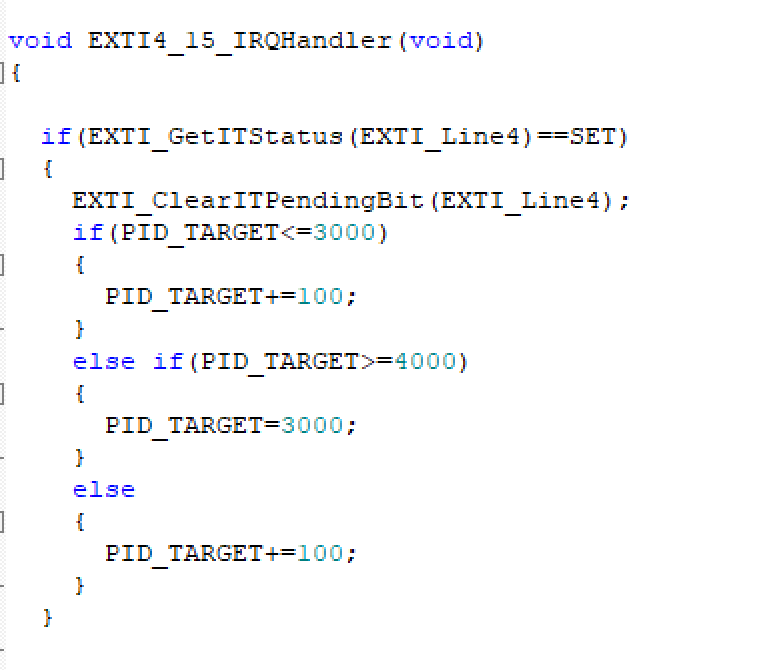 void EXTI4_15_IRQHandler(void)
{
if(EXTI_GetITStatus(EXTI_Line4)==SET)
{
EXTI_ClearITPendingBit(EXTI_Line4);
if(PID_TARGET<=3000)
{
PID_TARGET+=100;
}
else if(PID_TARGET>=4000)
{
PID_TARGET=3000;
}
else
{
PID_TARGET+=100;
}
}